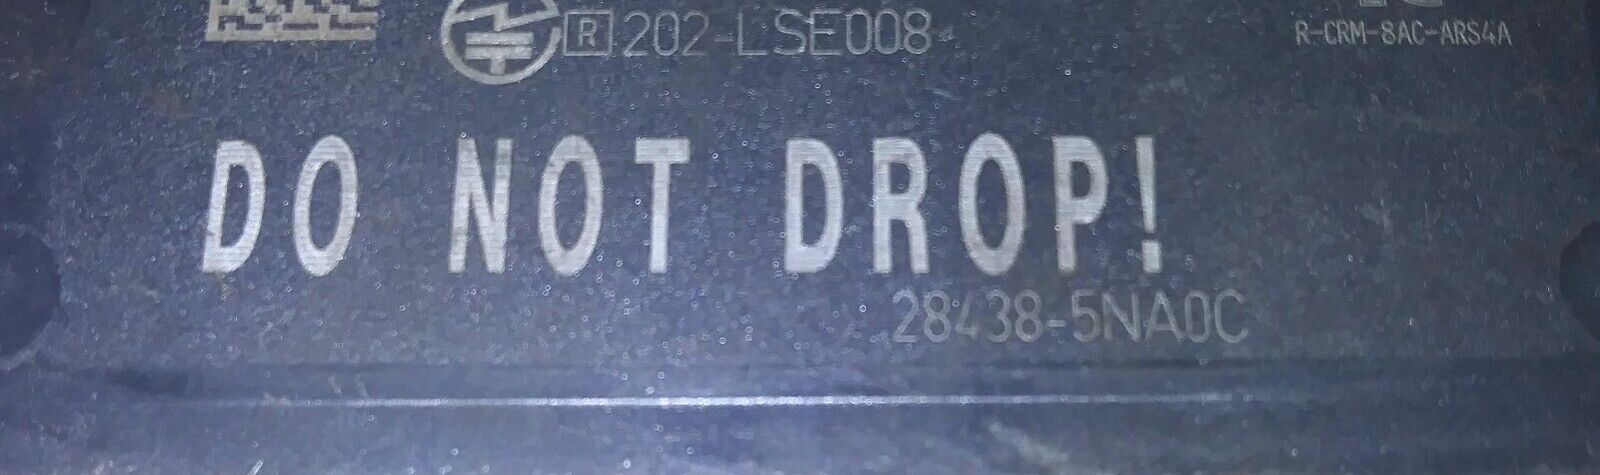 R 202-LSE008
R-CRM-8AC-ARS4A
DO NOT DROP!
28438-5NA0C